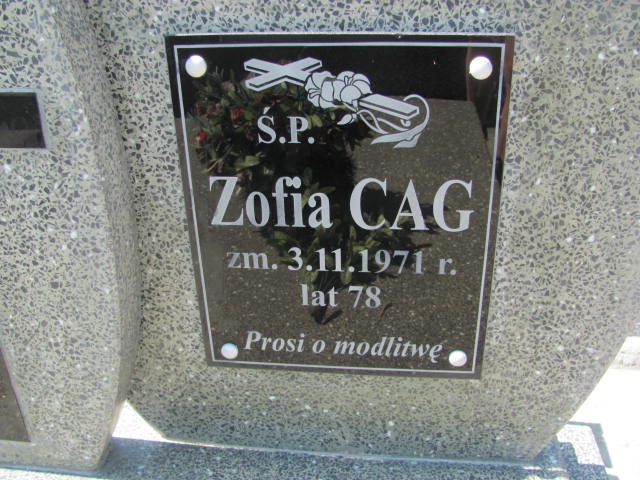 Ś.P.
Zofia CAG
zm. 3.11.1971 r.
lat 78
Prosi o modlitwę